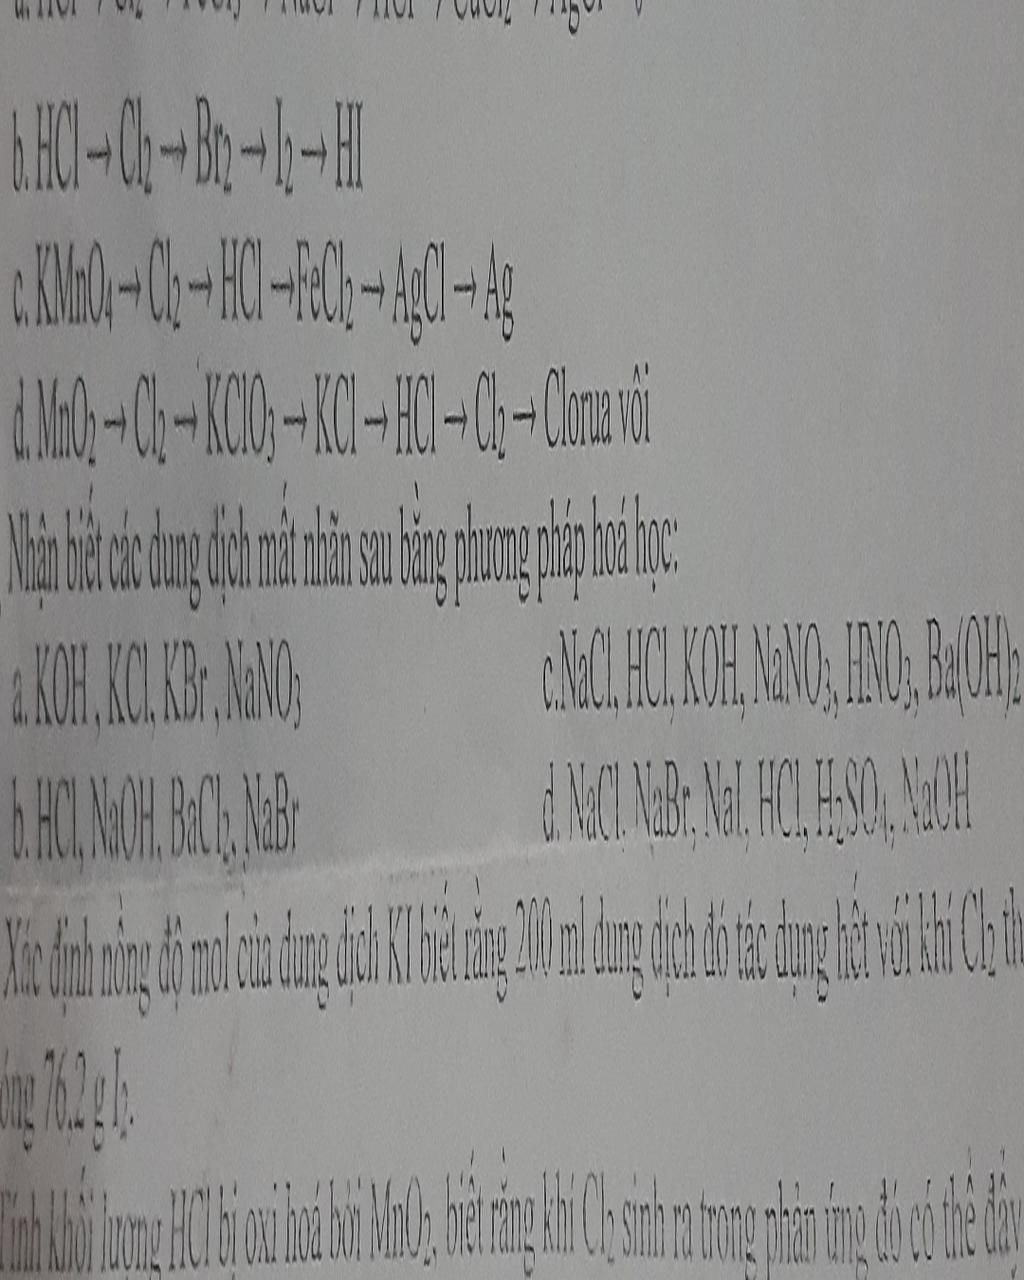 b. HCl → Cl₂ → Br₂ → I₂ → HI
c. KMnO₄ → Cl₂ → HCl → FeCl₂ → AgCl → Ag
d. MnO₂ → Cl₂ → KClO₃ → KCl → HCl → Cl₂ → Clorua vôi
Nhận biết các dung dịch mất nhãn sau bằng phương pháp hoá học:
a. KOH , KCl, KBr , NaNO₃ c.NaCl, HCl, KOH, NaNO₃, HNO₃, Ba(OH)₂
b. HCl, NaOH, BaCl₂, NaBr d. NaCl, NaBr, NaI, HCl, H₂SO₄, NaOH
Xác định nồng độ mol của dung dịch KI biết rằng 200 ml dung dịch đó tác dụng hết với khí Cl₂
76,2 g I₂.
khối lượng HCl bị oxi hoá bởi MnO₂, biết rằng khí Cl₂ sinh ra trong phản ứng đó có thể đẩy